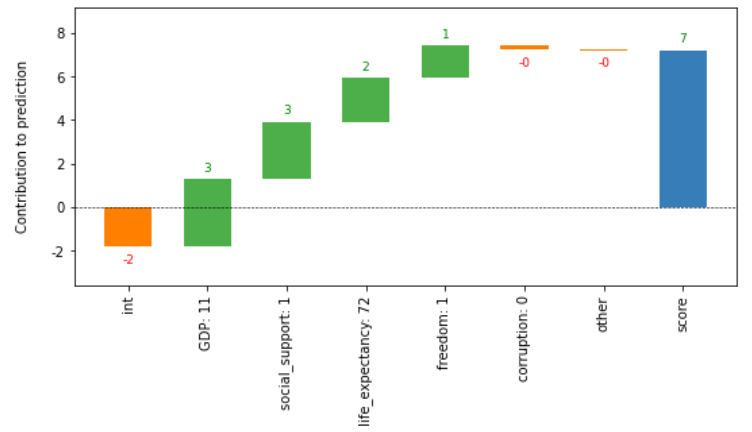 8
6
4
2
0
-2
Contribution to prediction
-2
3
3
2
1
-0
-0
7
int
GDP: 11
social_support: 1
life_expectancy: 72
freedom: 1
corruption: 0
other
score